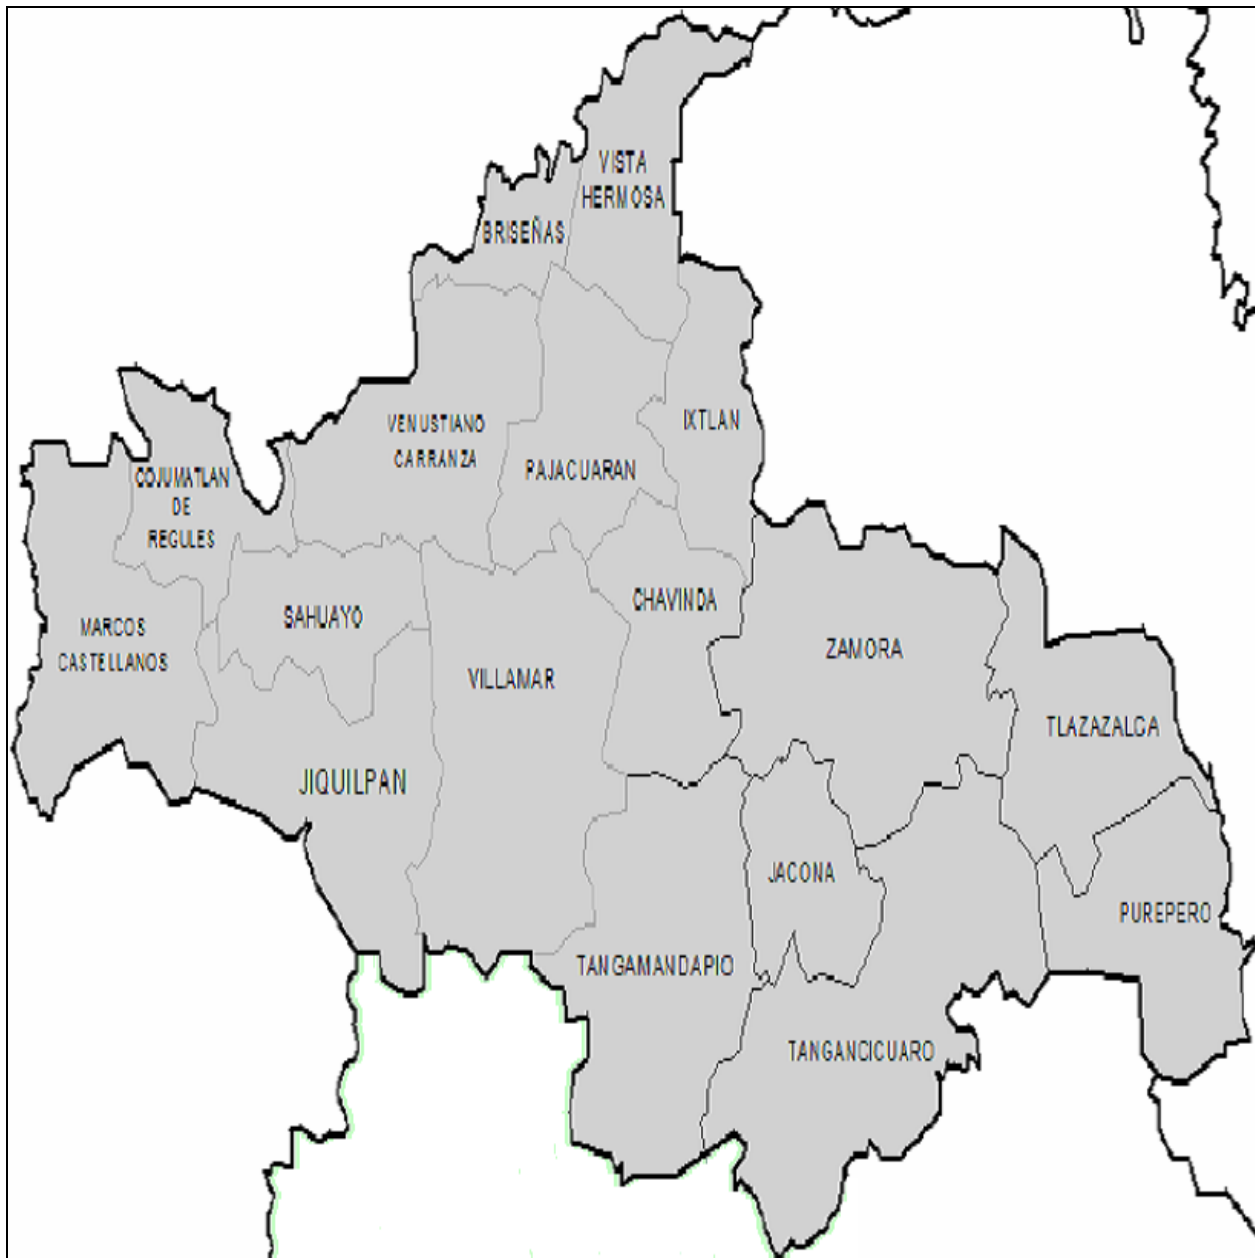 VISTA
HERMOSA
BRISEÑAS
VENUSTIANO
CARRANZA
IXTLAN
PAJACUARAN
COJUMATLAN
DE
REGULES
CHAVINDA
SAHUAYO
MARCOS
CASTELLANOS
ZAMORA
VILLAMAR
TLAZAZALCA
JIQUILPAN
JACONA
PUREPERO
TANGAMANDAPIO
TANGANCICUARO